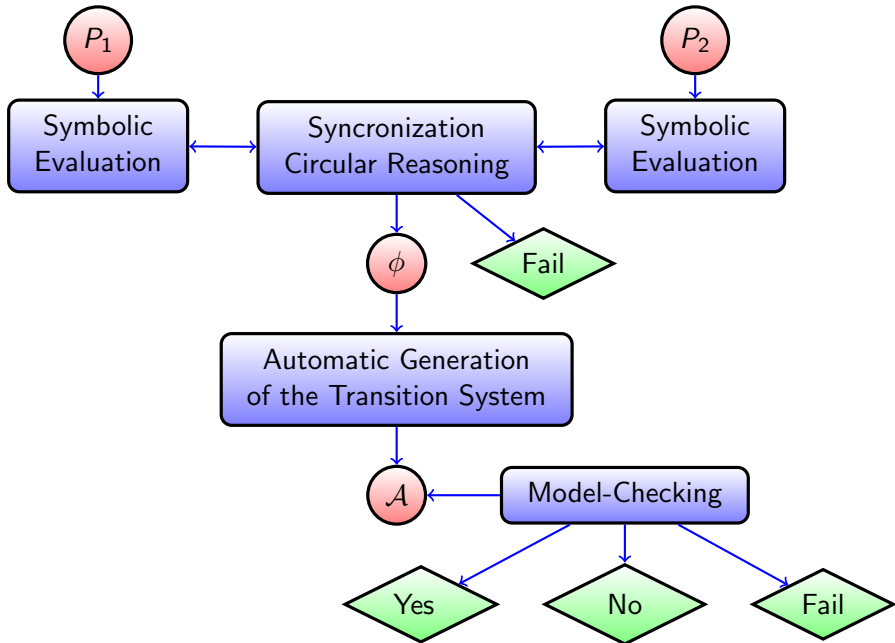 P₁
P₂
Symbolic
Evaluation
Syncronization
Circular Reasoning
Symbolic
Evaluation
ϕ
Fail
Automatic Generation
of the Transition System
𝒜
Model-Checking
Yes
No
Fail